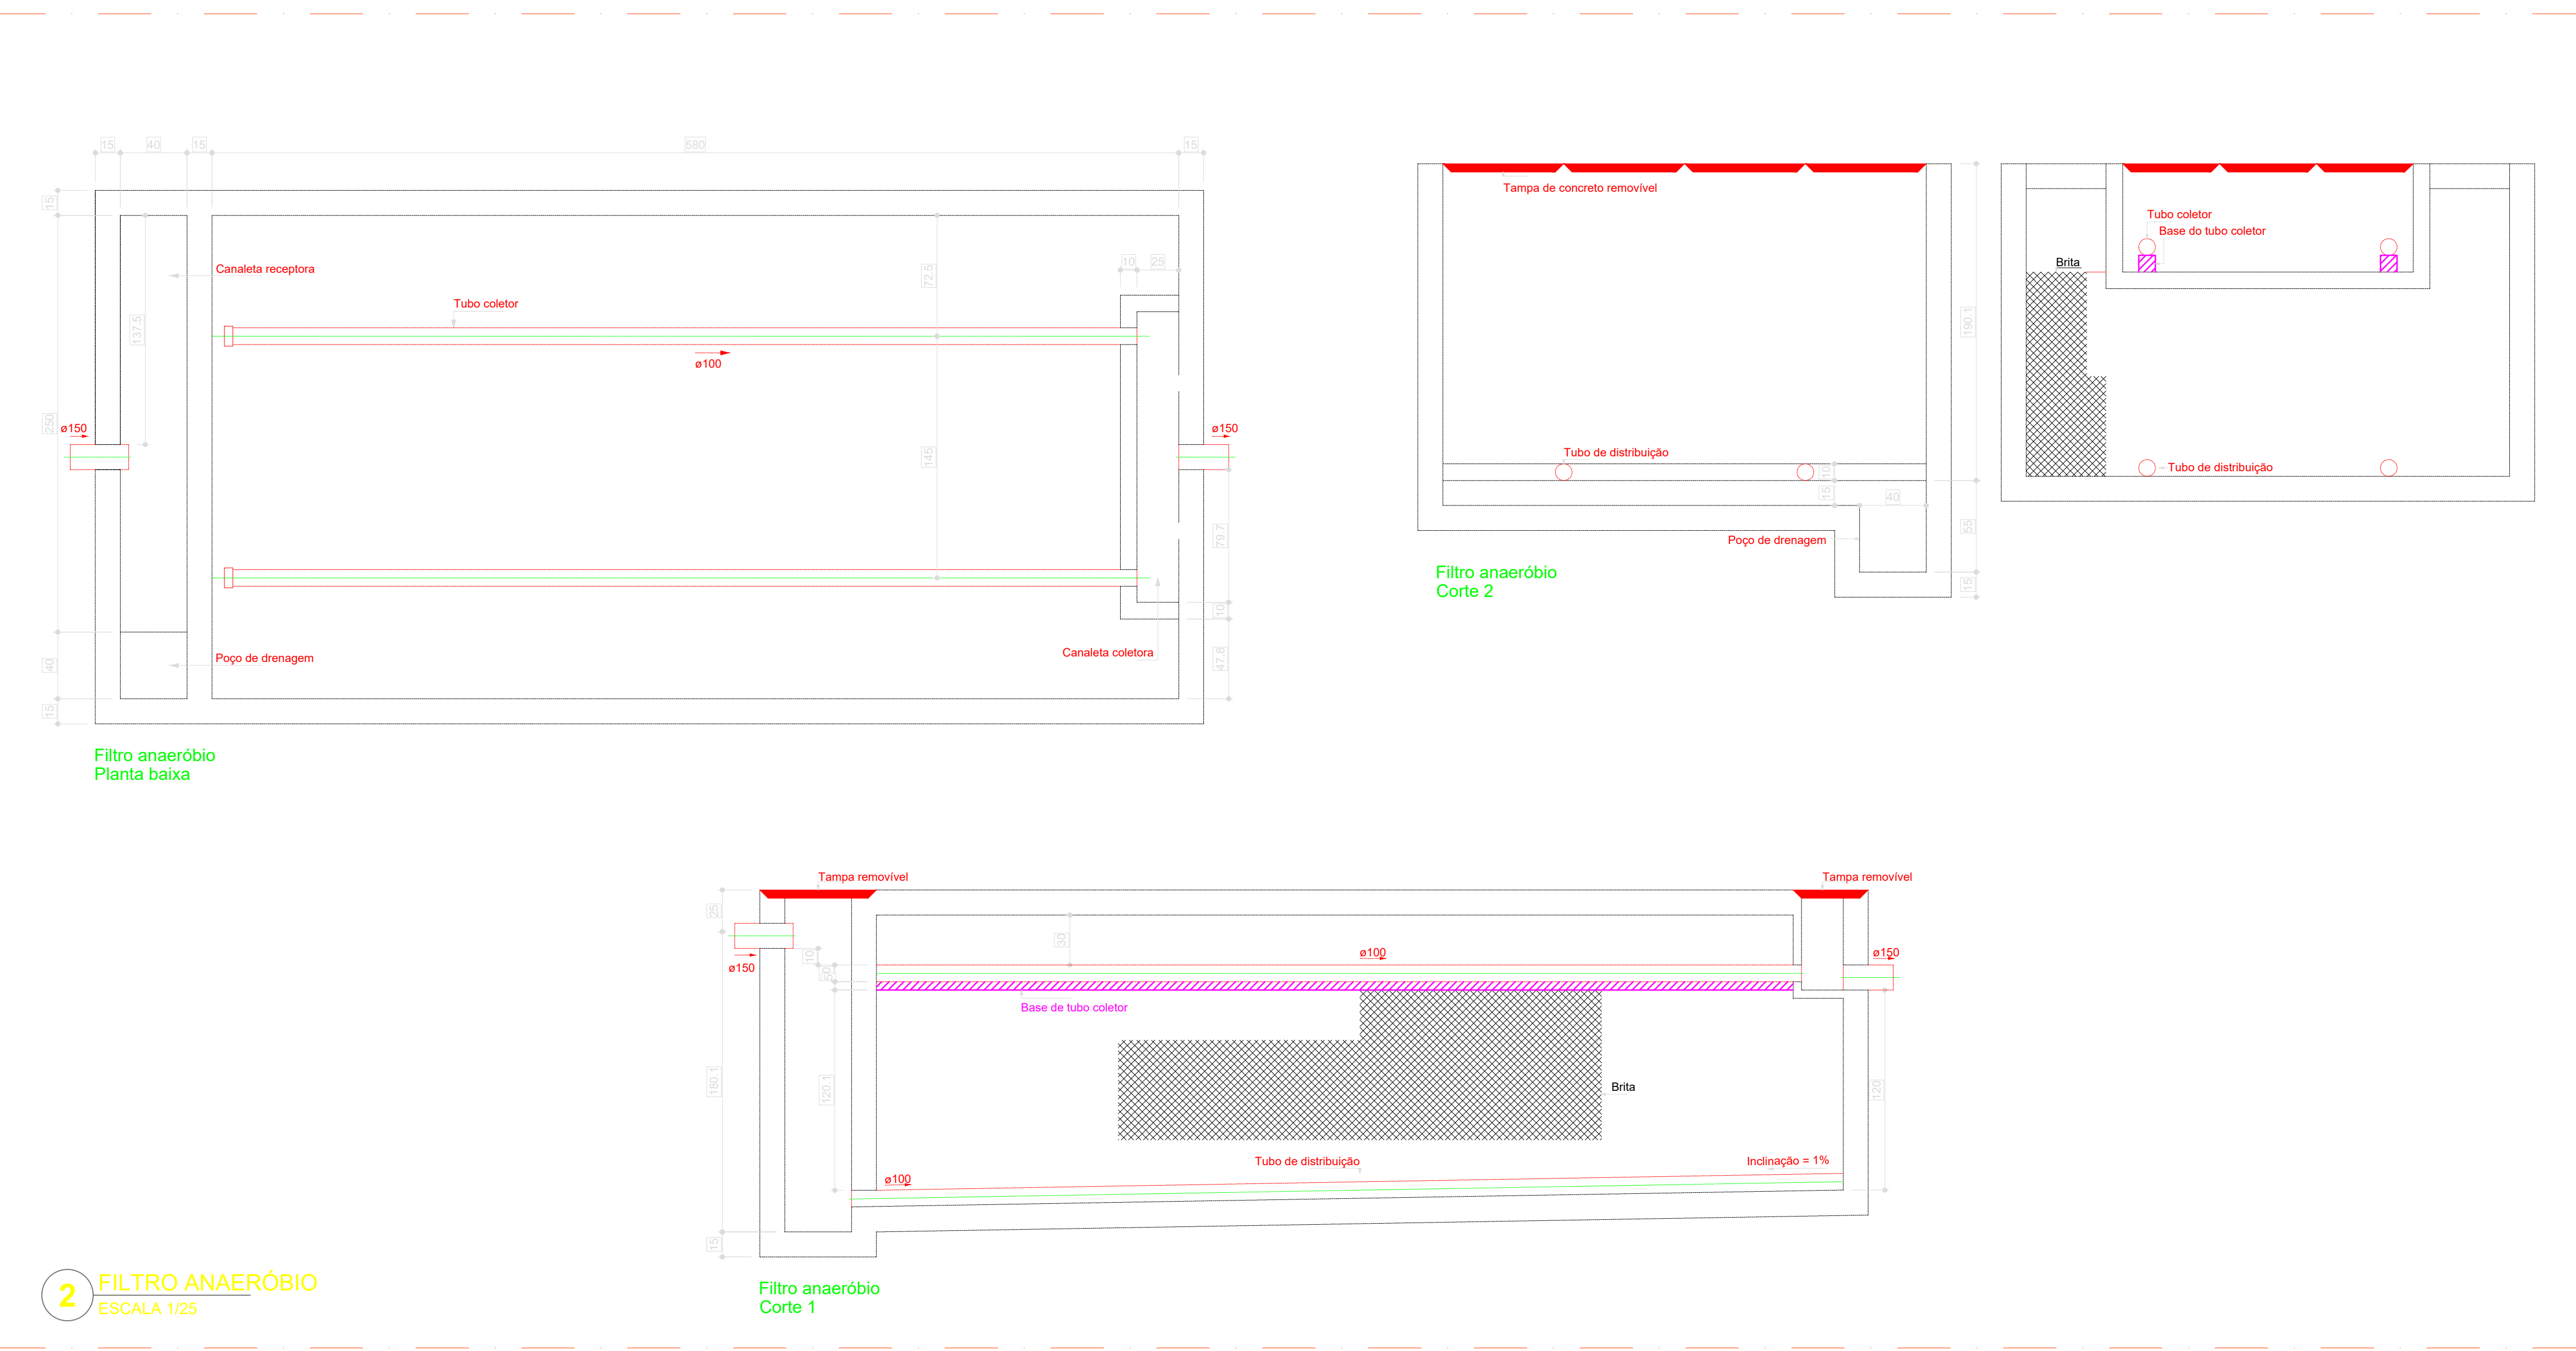 15
40
15
580
15
15
250
40
15
137.5
Canaleta receptora
Tubo coletor
ø100
72.5
145
10
25
ø150
ø150
79.7
10
47.8
Poço de drenagem
Canaleta coletora
Filtro anaeróbio
Planta baixa
Tampa de concreto removível
Tubo de distribuição
10
15
40
Poço de drenagem
190.1
55
15
Filtro anaeróbio
Corte 2
Tubo coletor
Base do tubo coletor
Brita
Tubo de distribuição
Tampa removível
Tampa removível
25
180.1
15
ø150
10
50
120.1
30
ø100
ø150
Base de tubo coletor
Brita
120
Tubo de distribuição
Inclinação = 1%
ø100
Filtro anaeróbio
Corte 1
2
FILTRO ANAERÓBIO
ESCALA 1/25